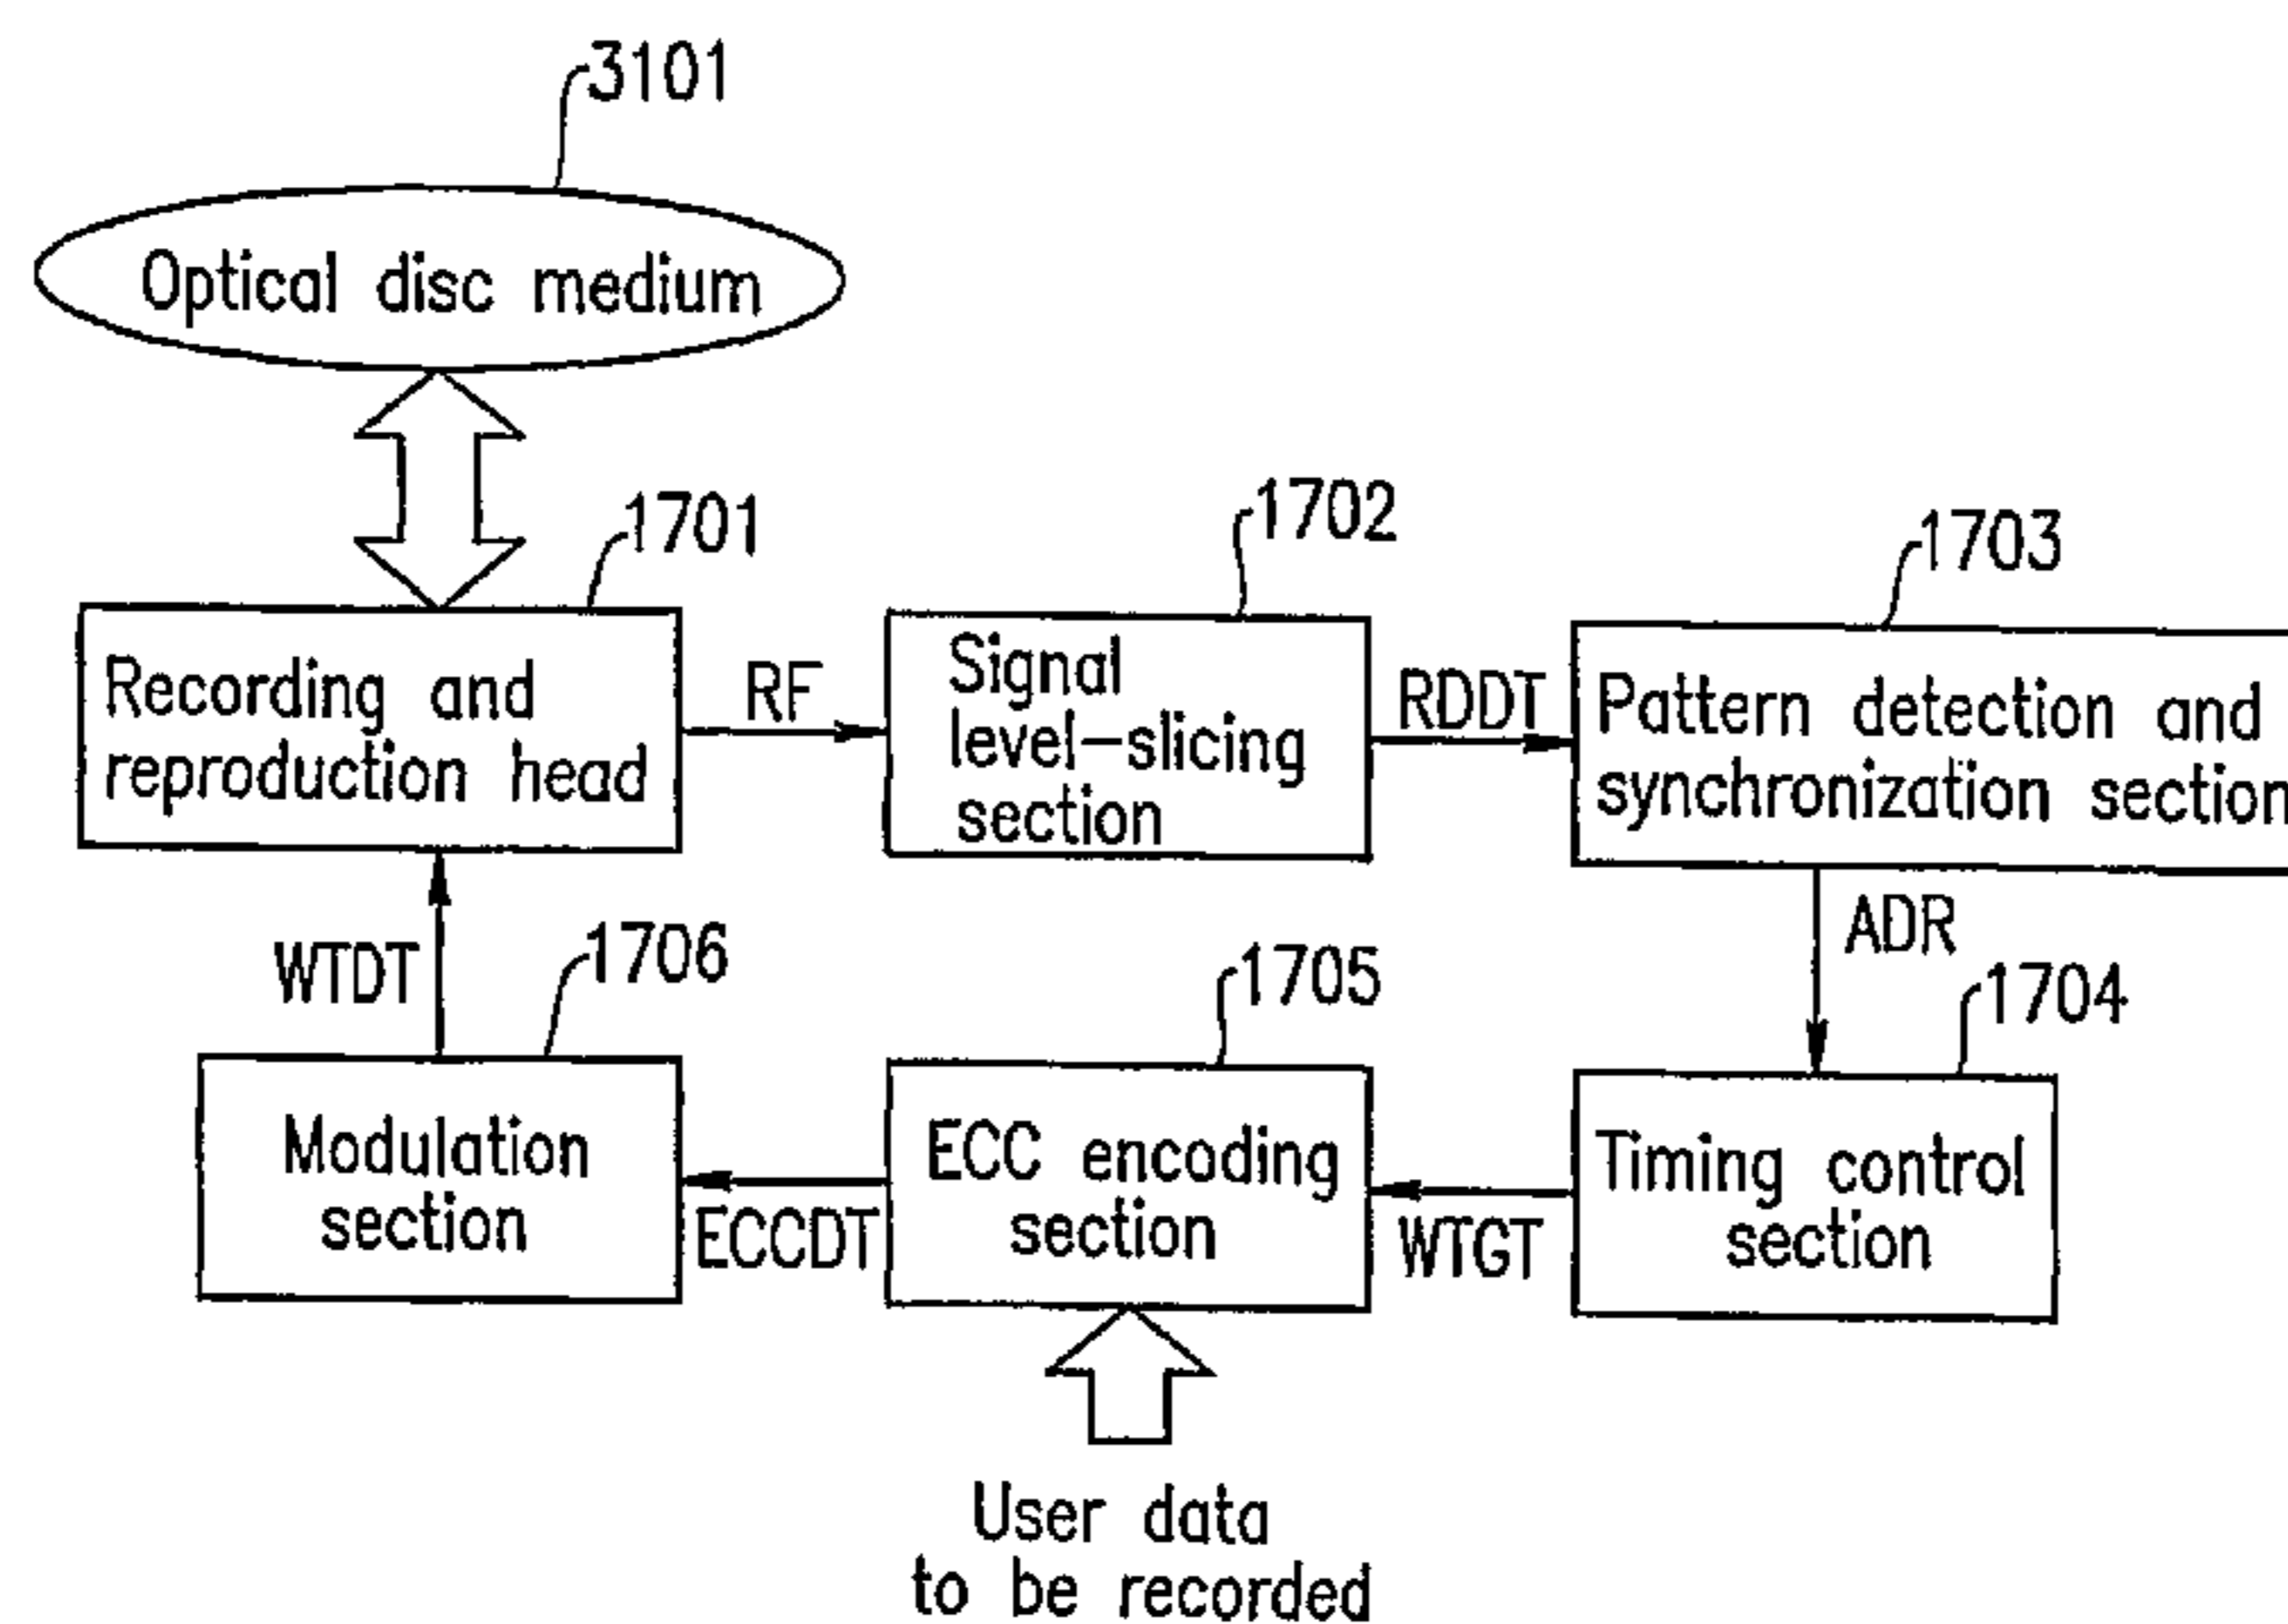 3101
Optical disc medium
1701
1702
1703
Recording and
reproduction head
RF
Signal
level-slicing
section
RDDT
Pattern detection and
synchronization section
WTDT
ADR
1706
1705
1704
Modulation
section
ECCDT
ECC encoding
section
WTGT
Timing control
section
User data
to be recorded